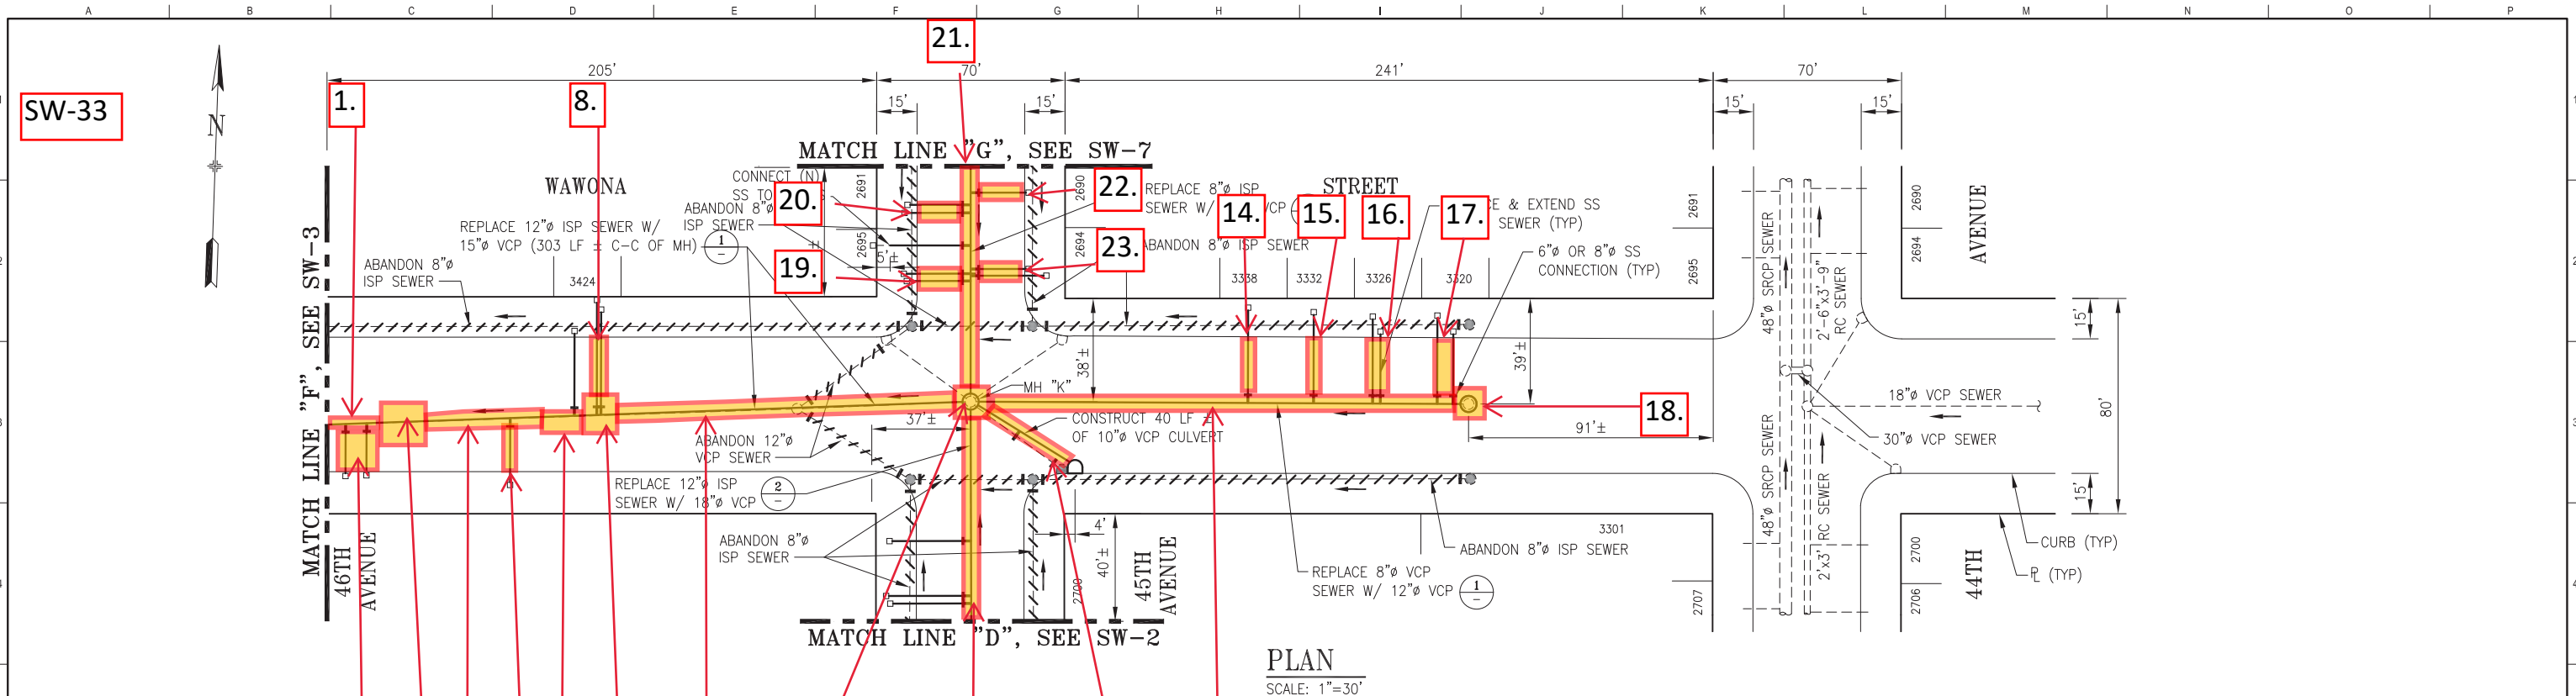 A B C D E F G H I J K L M N O P
SW-33
N
1.
8.
21.
205'
70'
241'
70'
15'
15'
15'
15'
MATCH LINE "G", SEE SW-7
WAWONA
STREET
CONNECT (N)
SS TO
ABANDON 8"ø
ISP SEWER
20.
22.
REPLACE 8"ø ISP
SEWER W/
VCP
14.
15.
16.
17.
& EXTEND SS
SEWER (TYP)
REPLACE 12"ø ISP SEWER W/
15"ø VCP (303 LF ± C-C OF MH)
1
–
19.
23.
ABANDON 8"ø ISP SEWER
6"ø OR 8"ø SS
CONNECTION (TYP)
ABANDON 8"ø
ISP SEWER
3424
2691
2695
5'±
2690
2694
3338
3332
3326
3320
2691
2695
2690
2694
AVENUE
48"ø SRCP SEWER
2'-6"x3'-9"
RC SEWER
MATCH LINE "F", SEE SW-3
38'±
39'±
15'
80'
15'
MH "K"
CONSTRUCT 40 LF ±
OF 10"ø VCP CULVERT
37'±
18.
91'±
18"ø VCP SEWER
30"ø VCP SEWER
ABANDON 12"ø
VCP SEWER
REPLACE 12"ø ISP
SEWER W/ 18"ø VCP
2
–
48"ø SRCP SEWER
2'x3' RC SEWER
46TH
AVENUE
ABANDON 8"ø
ISP SEWER
4'
40'±
45TH
AVENUE
3301
ABANDON 8"ø ISP SEWER
REPLACE 8"ø VCP
SEWER W/ 12"ø VCP
1
–
2707
2700
2706
44TH
CURB (TYP)
PL (TYP)
MATCH LINE "D", SEE SW-2
PLAN
SCALE: 1"=30'